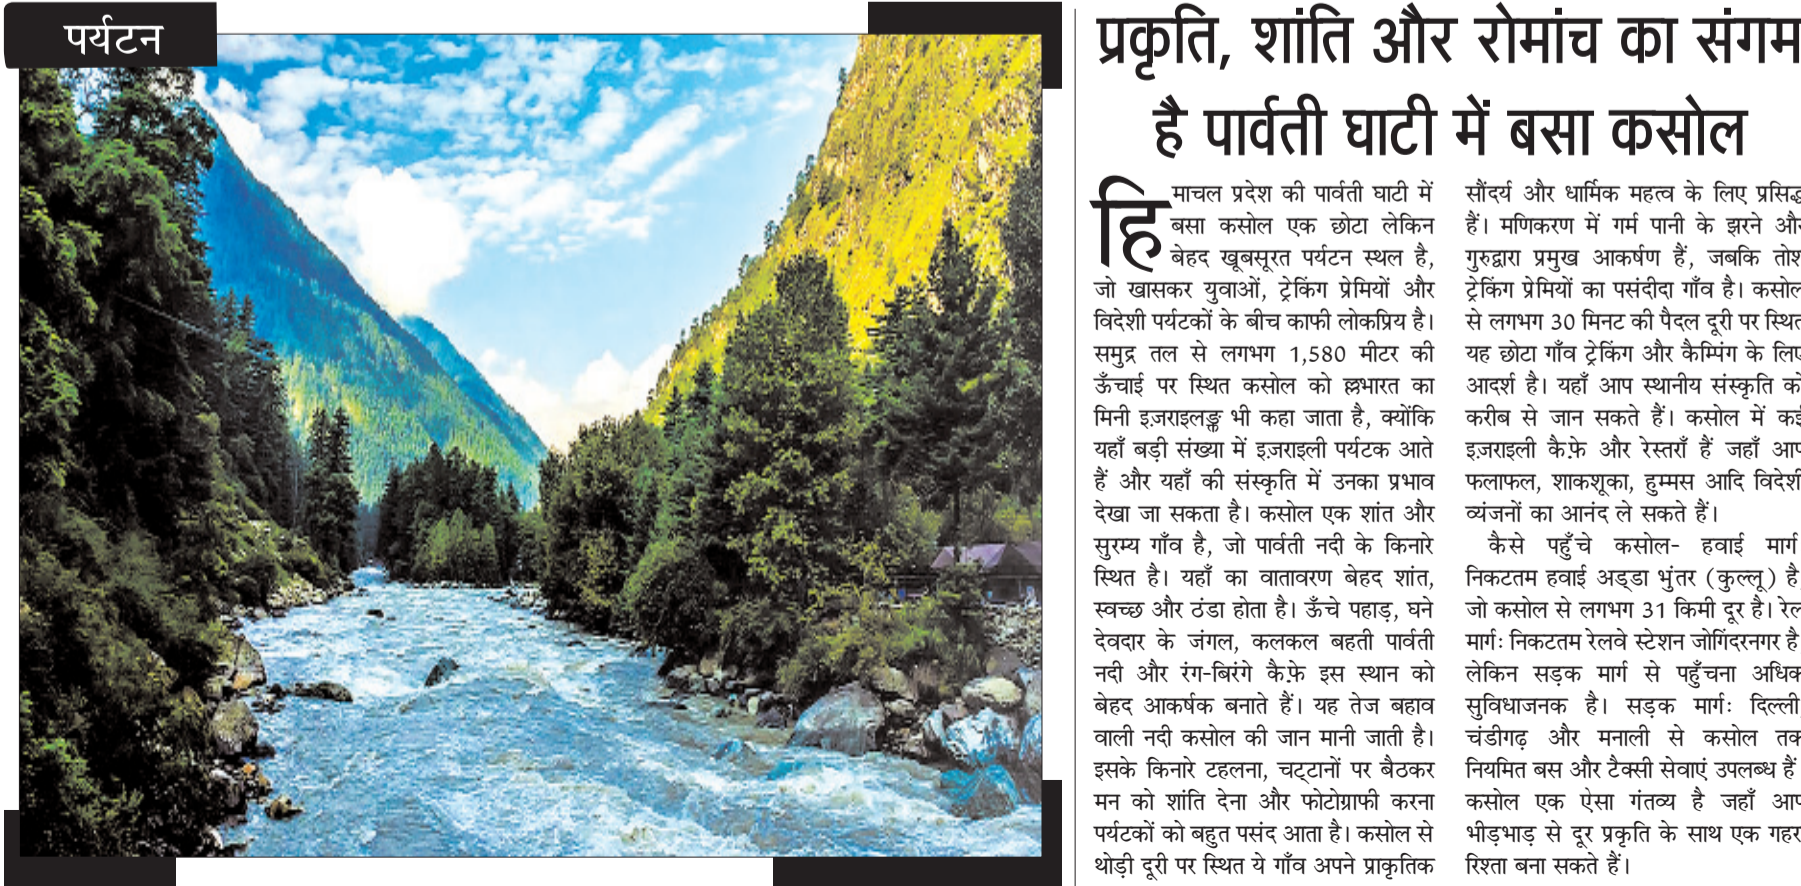 पर्यटन
प्रकृति, शांति और रोमांच का संगम
है पार्वती घाटी में बसा कसोल
हिमाचल प्रदेश की पार्वती घाटी में
बसा कसोल एक छोटा लेकिन
बेहद खूबसूरत पर्यटन स्थल है,
जो खासकर युवाओं, ट्रेकिंग प्रेमियों और
विदेशी पर्यटकों के बीच काफी लोकप्रिय है।
समुद्र तल से लगभग 1,580 मीटर की
ऊँचाई पर स्थित कसोल को ह्लभारत का
मिनी इज़राइलङ्घ भी कहा जाता है, क्योंकि
यहाँ बड़ी संख्या में इज़राइली पर्यटक आते
हैं और यहाँ की संस्कृति में उनका प्रभाव
देखा जा सकता है। कसोल एक शांत और
सुरम्य गाँव है, जो पार्वती नदी के किनारे
स्थित है। यहाँ का वातावरण बेहद शांत,
स्वच्छ और ठंडा होता है। ऊँचे पहाड़, घने
देवदार के जंगल, कलकल बहती पार्वती
नदी और रंग-बिरंगे कैफ़े इस स्थान को
बेहद आकर्षक बनाते हैं। यह तेज बहाव
वाली नदी कसोल की जान मानी जाती है।
इसके किनारे टहलना, चट्टानों पर बैठकर
मन को शांति देना और फोटोग्राफी करना
पर्यटकों को बहुत पसंद आता है। कसोल से
थोड़ी दूरी पर स्थित ये गाँव अपने प्राकृतिक
सौंदर्य और धार्मिक महत्व के लिए प्रसिद्ध
हैं। मणिकरण में गर्म पानी के झरने और
गुरुद्वारा प्रमुख आकर्षण हैं, जबकि तोश
ट्रेकिंग प्रेमियों का पसंदीदा गाँव है। कसोल
से लगभग 30 मिनट की पैदल दूरी पर स्थित
यह छोटा गाँव ट्रेकिंग और कैम्पिंग के लिए
आदर्श है। यहाँ आप स्थानीय संस्कृति को
करीब से जान सकते हैं। कसोल में कई
इज़राइली कैफ़े और रेस्तराँ हैं जहाँ आप
फलाफल, शाकशूका, हुम्मस आदि विदेशी
व्यंजनों का आनंद ले सकते हैं।
कैसे पहुँचे कसोल- हवाई मार्ग
निकटतम हवाई अड्डा भुंतर (कुल्लू) है
जो कसोल से लगभग 31 किमी दूर है। रेल
मार्गः निकटतम रेलवे स्टेशन जोगिंदरनगर है
लेकिन सड़क मार्ग से पहुँचना अधिक
सुविधाजनक है। सड़क मार्गः दिल्ली,
चंडीगढ़ और मनाली से कसोल तक
नियमित बस और टैक्सी सेवाएं उपलब्ध हैं
कसोल एक ऐसा गंतव्य है जहाँ आप
भीड़भाड़ से दूर प्रकृति के साथ एक गहरा
रिश्ता बना सकते हैं।